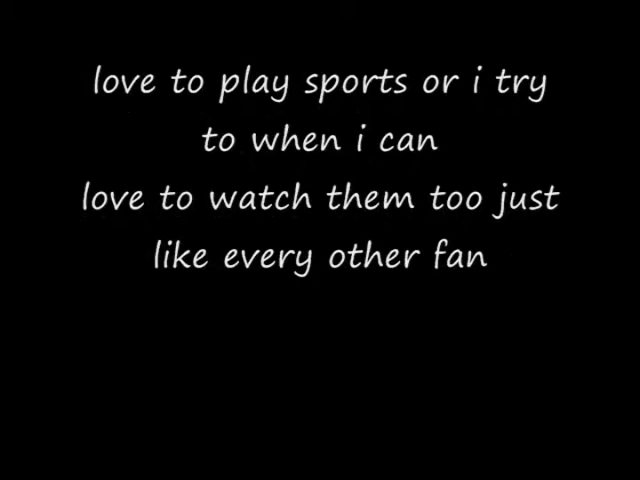 love to play sports or i try
to when i can
love to watch them too just
like every other fan